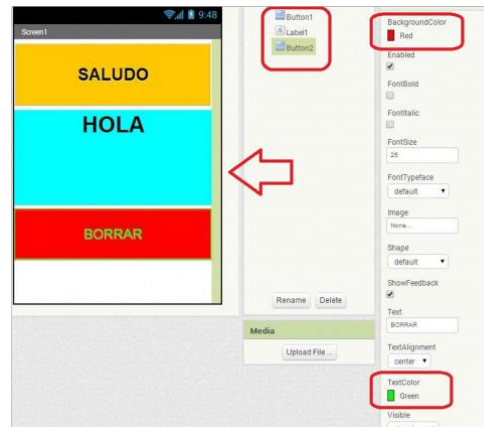 9:48
Screen1
SALUDO
HOLA
BORRAR
Button1
Label1
Button2
Rename
Delete
Media
Upload File ...
BackgroundColor
Red
Enabled
FontBold
FontItalic
FontSize
25
FontTypeface
default
Image
None...
Shape
default
ShowFeedback
Text
BORRAR
TextAlignment
center
TextColor
Green
Visible